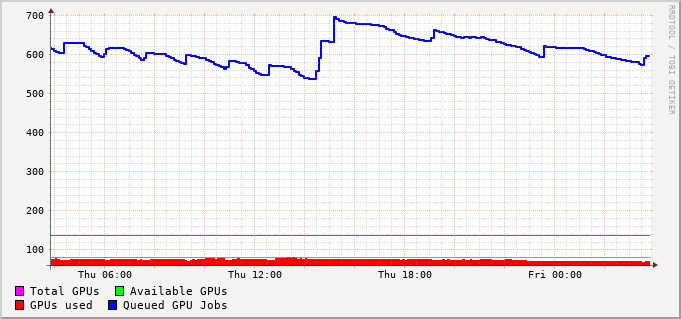 700
600
500
400
300
200
100
Thu 06:00 Thu 12:00 Thu 18:00 Fri 00:00
Total GPUs Available GPUs
GPUs used Queued GPU Jobs
RRDTOOL / TOBI OETIKER